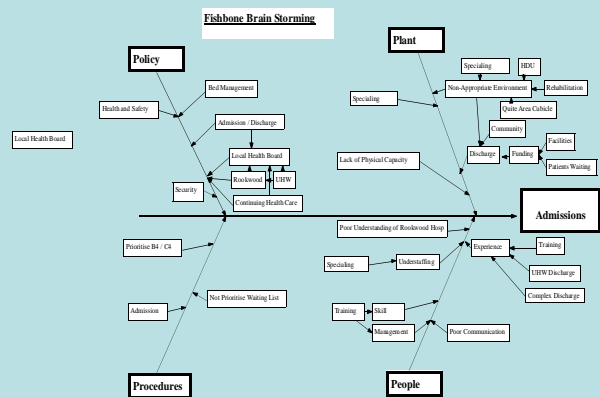 Fishbone Brain Storming
Plant
Policy
Specialing
HDU
Bed Management
Non-Appropriate Environment
Rehabilitation
Specialing
Health and Safety
Quite Area Cubicle
Admission / Discharge
Community
Local Health Board
Facilities
Local Health Board
Discharge
Funding
Lack of Physical Capacity
Patients Waiting
Rookwood
UHW
Security
Continuing Health Care
Admissions
Poor Understanding of Rookwood Hosp
Prioritise B4 / C4
Experience
Training
Specialing
Understaffing
UHW Discharge
Complex Discharge
Not Prioritise Waiting List
Admission
Training
Skill
Management
Poor Communication
Procedures
People